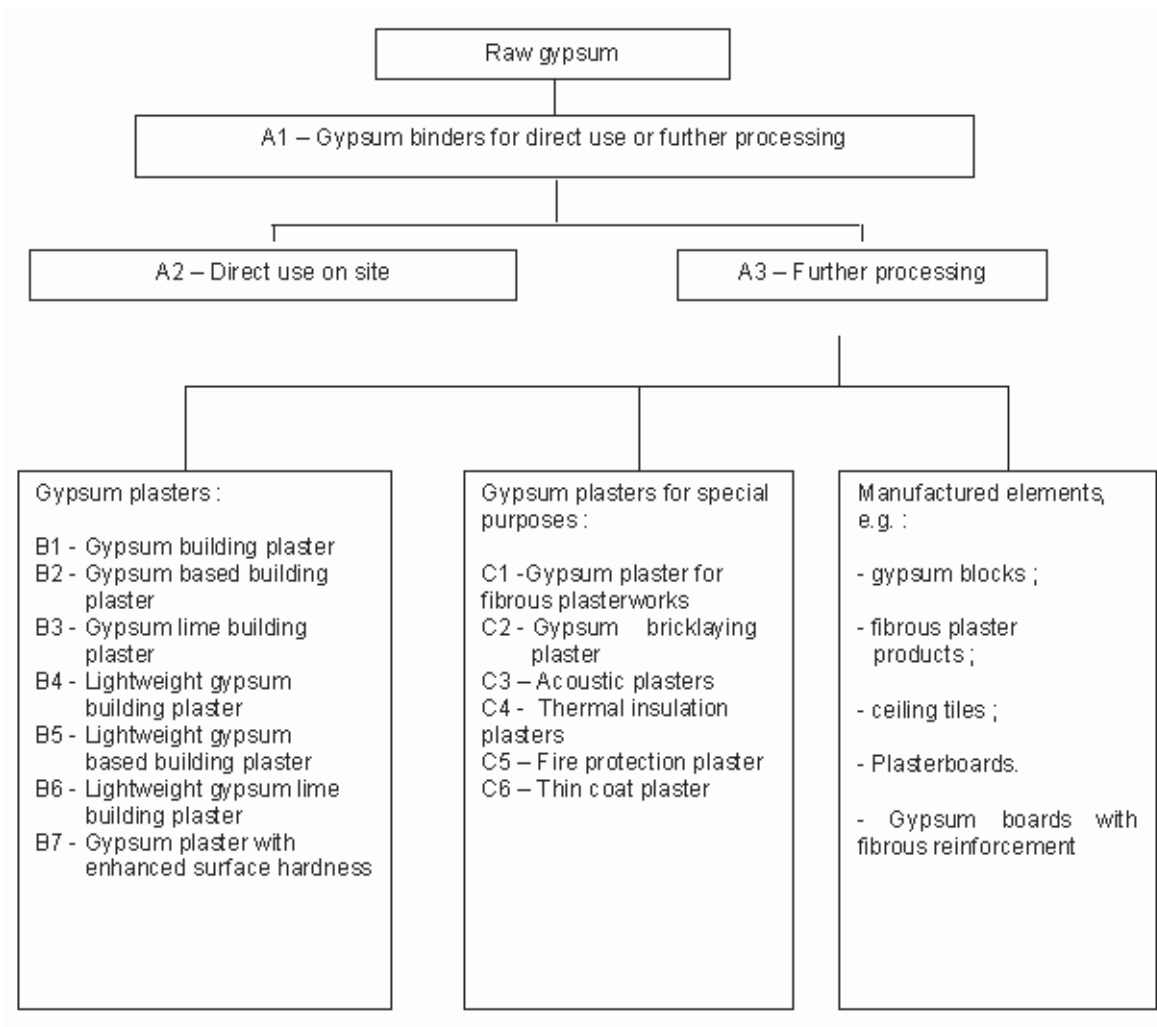 Raw gypsum
A1 – Gypsum binders for direct use or further processing
A2 – Direct use on site
A3 – Further processing
Gypsum plasters :
B1 - Gypsum building plaster
B2 - Gypsum based building
plaster
B3 - Gypsum lime building
plaster
B4 - Lightweight gypsum
building plaster
B5 - Lightweight gypsum
based building plaster
B6 - Lightweight gypsum lime
building plaster
B7 - Gypsum plaster with
enhanced surface hardness
Gypsum plasters for special
purposes :
C1 -Gypsum plaster for
fibrous plasterworks
C2 - Gypsum bricklaying
plaster
C3 – Acoustic plasters
C4 - Thermal insulation
plasters
C5 – Fire protection plaster
C6 – Thin coat plaster
Manufactured elements,
e.g. :
- gypsum blocks ;
- fibrous plaster
products ;
- ceiling tiles ;
- Plasterboards.
- Gypsum boards with
fibrous reinforcement